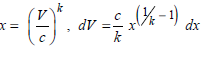 x = (V/c)^k, dV = c/k x^(1/k - 1) dx